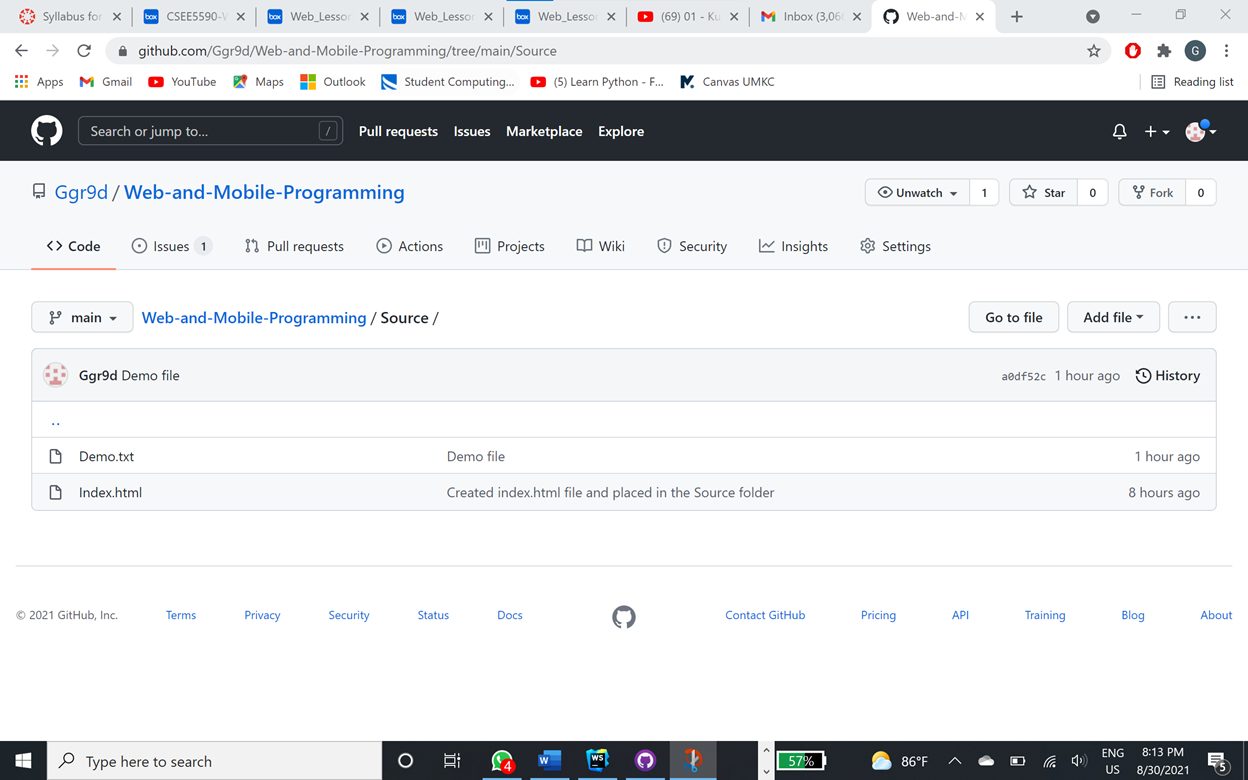 Syllabus for
CSEE5590-W
Web_Lesson
Web_Lesson
Web_Lesson
(69) 01 - Ku
Inbox (3,06
Web-and-M
github.com/Ggr9d/Web-and-Mobile-Programming/tree/main/Source
G
Apps Gmail YouTube Maps Outlook Student Computing... (5) Learn Python - F... Canvas UMKC Reading list
Search or jump to... / Pull requests Issues Marketplace Explore
Ggr9d / Web-and-Mobile-Programming Unwatch 1 Star 0 Fork 0
Code Issues 1 Pull requests Actions Projects Wiki Security Insights Settings
main Web-and-Mobile-Programming / Source / Go to file Add file ...
Ggr9d Demo file a0df52c 1 hour ago History
..
Demo.txt Demo file 1 hour ago
Index.html Created index.html file and placed in the Source folder 8 hours ago
© 2021 GitHub, Inc. Terms Privacy Security Status Docs Contact GitHub Pricing API Training Blog About
Type here to search 4 W WS 57% 86°F ENG 8:13 PM
US 8/30/2021 5